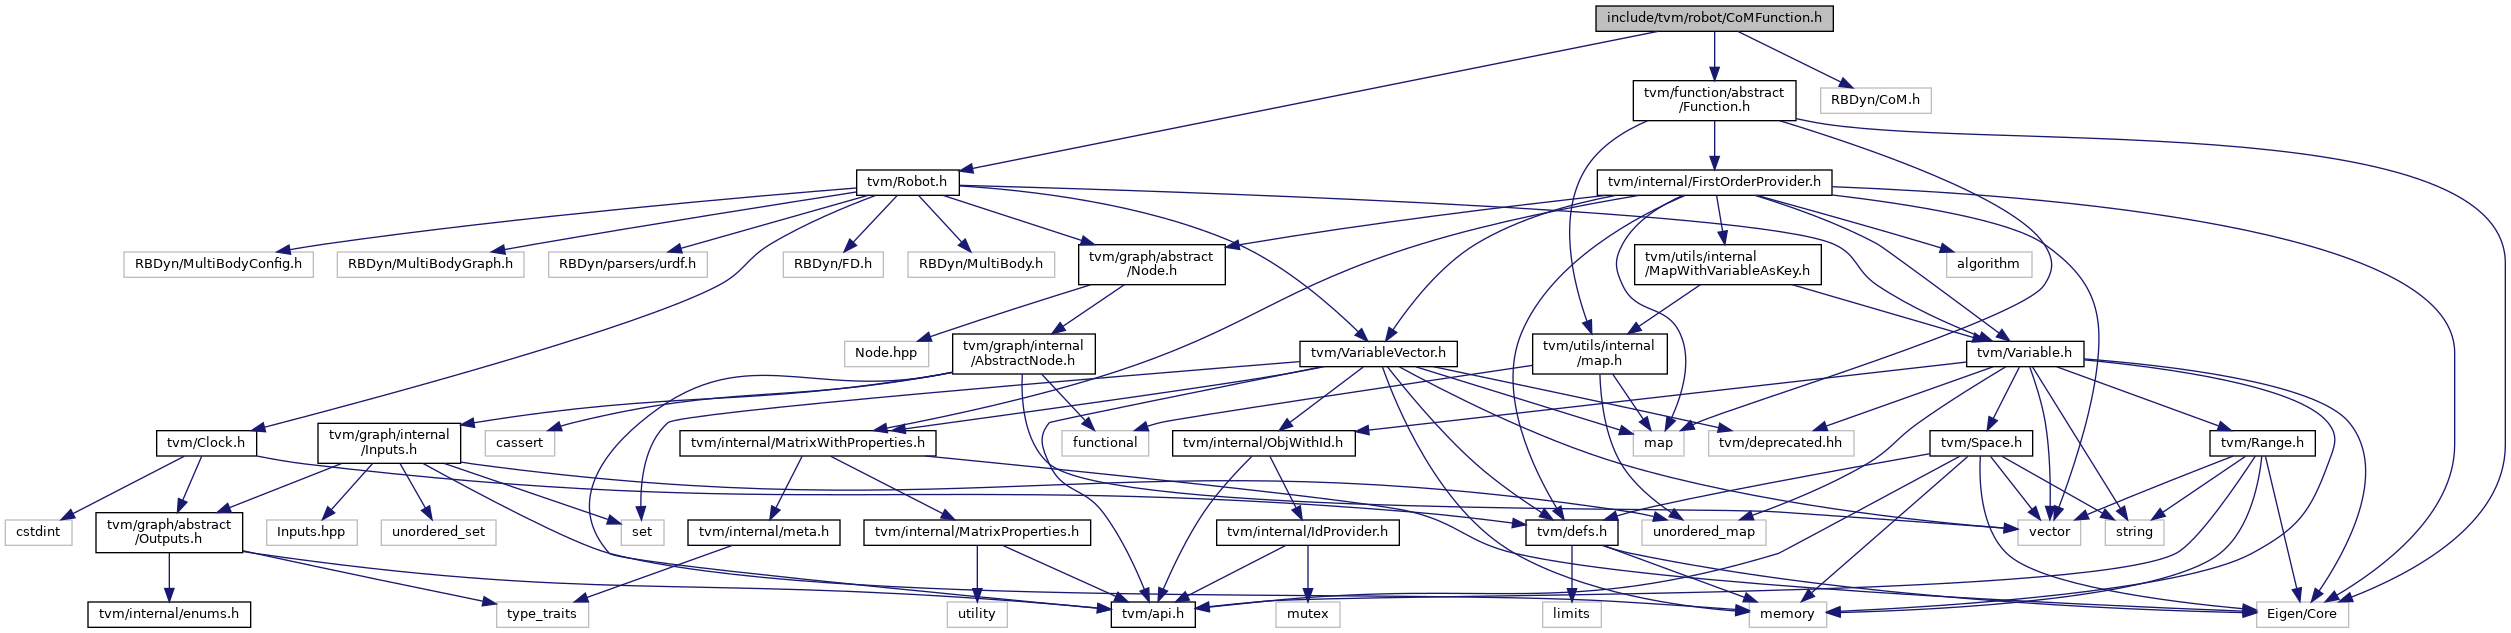 include/tvm/robot/CoMFunction.h
tvm/function/abstract
/Function.h
RBDyn/CoM.h
tvm/Robot.h
tvm/internal/FirstOrderProvider.h
RBDyn/MultiBodyConfig.h
RBDyn/MultiBodyGraph.h
RBDyn/parsers/urdf.h
RBDyn/FD.h
RBDyn/MultiBody.h
tvm/graph/abstract
/Node.h
tvm/utils/internal
/MapWithVariableAsKey.h
algorithm
Node.hpp
tvm/graph/internal
/AbstractNode.h
tvm/VariableVector.h
tvm/utils/internal
/map.h
tvm/Variable.h
tvm/Clock.h
tvm/graph/internal
/Inputs.h
cassert
tvm/internal/MatrixWithProperties.h
functional
tvm/internal/ObjWithId.h
map
tvm/deprecated.hh
tvm/Space.h
tvm/Range.h
cstdint
tvm/graph/abstract
/Outputs.h
Inputs.hpp
unordered_set
set
tvm/internal/meta.h
tvm/internal/MatrixProperties.h
tvm/internal/IdProvider.h
tvm/defs.h
unordered_map
vector
string
tvm/internal/enums.h
type_traits
utility
tvm/api.h
mutex
limits
memory
Eigen/Core